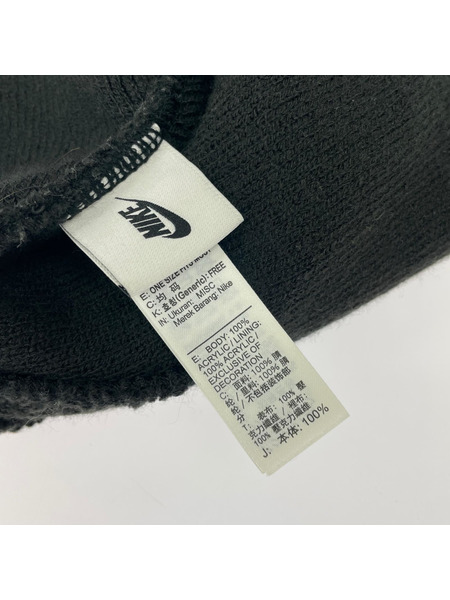 NIKE
E: ONE SIZE FITS MOST
C: 均 码
K: 호칭(Generic): FREE
IN: Ukuran: MISC
Merek Barang: Nike
E: BODY: 100%
ACRYLIC / LINING:
100% ACRYLIC /
EXCLUSIVE OF
DECORATION
C: 面料: 100% 腈
纶 / 里料: 100% 腈
纶 / 不包括装饰部
分
T: 表布: 100% 壓
克力纖維 / 裡布:
100% 壓克力纖維
J: 本体: 100%